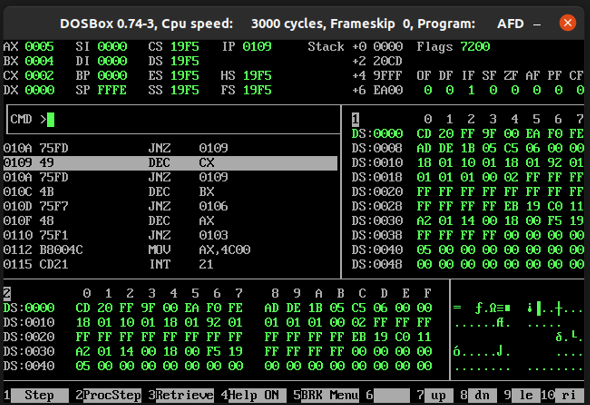 DOSBox 0.74-3, Cpu speed: 3000 cycles, Frameskip 0, Program: AFD
AX 0005 SI 0000 CS 19F5 IP 0109 Stack +0 0000 Flags 7200
BX 0004 DI 0000 DS 19F5 +2 20CD
CX 0002 BP 0000 ES 19F5 HS 19F5 +4 9FFF OF DF IF SF ZF AF PF CF
DX 0000 SP FFFE SS 19F5 FS 19F5 +6 EA00 0 0 1 0 0 0 0 0
CMD >
1 0 1 2 3 4 5 6 7
DS:0000 CD 20 FF 9F 00 EA F0 FE
DS:0008 AD DE 1B 05 C5 06 00 00
DS:0010 18 01 10 01 18 01 92 01
DS:0018 01 01 01 00 02 FF FF FF
DS:0020 FF FF FF FF FF FF FF FF
DS:0028 FF FF FF FF EB 19 C0 11
DS:0030 A2 01 14 00 18 00 F5 19
DS:0038 FF FF FF FF 00 00 00 00
DS:0040 05 00 00 00 00 00 00 00
DS:0048 00 00 00 00 00 00 00 00
010A 75FD JNZ 0109
0109 49 DEC CX
010A 75FD JNZ 0109
010C 4B DEC BX
010D 75F7 JNZ 0106
010F 48 DEC AX
0110 75F1 JNZ 0103
0112 B8004C MOV AX,4C00
0115 CD21 INT 21
2 0 1 2 3 4 5 6 7 8 9 A B C D E F
DS:0000 CD 20 FF 9F 00 EA F0 FE AD DE 1B 05 C5 06 00 00
DS:0010 18 01 10 01 18 01 92 01 01 01 01 00 02 FF FF FF
DS:0020 FF FF FF FF FF FF FF FF FF FF FF FF EB 19 C0 11
DS:0030 A2 01 14 00 18 00 F5 19 FF FF FF FF 00 00 00 00
DS:0040 05 00 00 00 00 00 00 00 00 00 00 00 00 00 00 00
1 Step 2ProcStep 3Retrieve 4Help ON 5BRK Menu 6 7 up 8 dn 9 le 10 ri